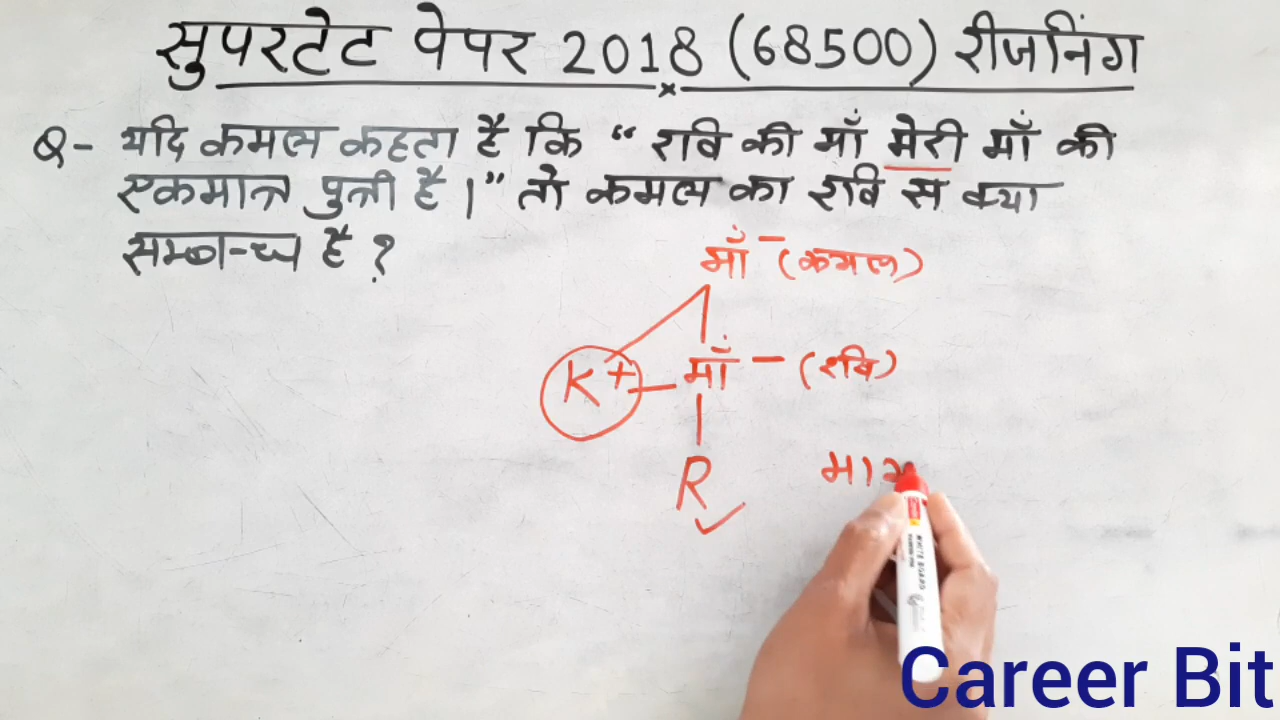 सुपरटेट पेपर 2018 (68500) रीजनिंग
Q- यदि कमल कहता है कि “ रवि की माँ मेरी माँ की
एकमात्र पुत्री है ।” तो कमल का रवि से क्या
सम्बन्ध है ?
माँ - (कमल)
K+ - माँ - (रवि)
R
Career Bit